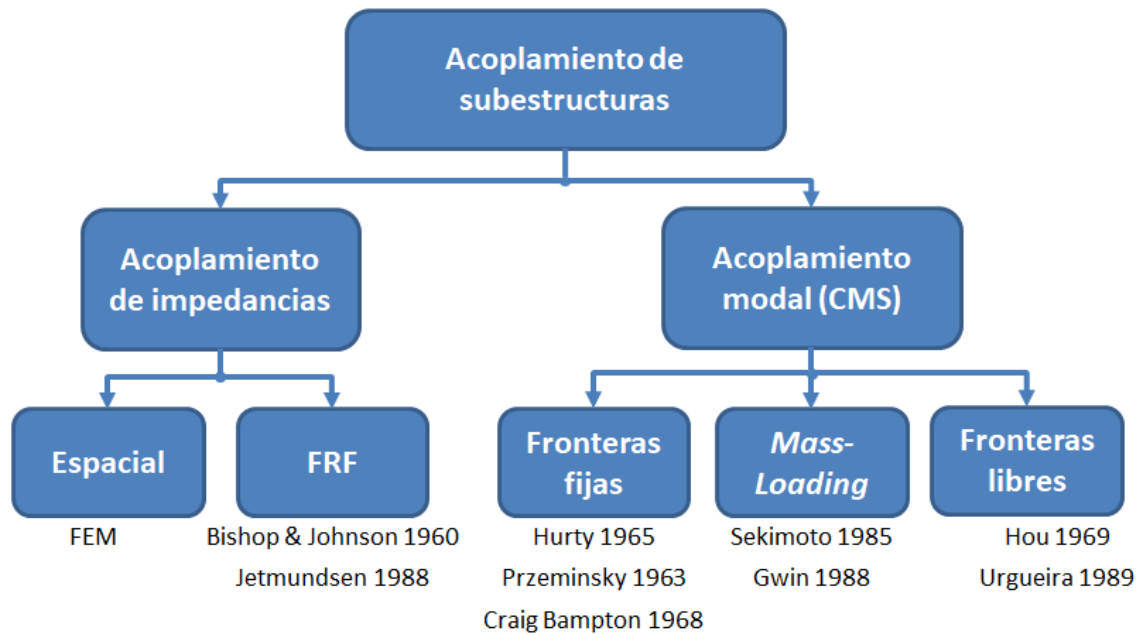 Acoplamiento de
subestructuras
Acoplamiento
de impedancias
Acoplamiento
modal (CMS)
Espacial
FRF
Fronteras
fijas
Mass-
Loading
Fronteras
libres
FEM
Bishop & Johnson 1960
Jetmundsen 1988
Hurty 1965
Przeminsky 1963
Craig Bampton 1968
Sekimoto 1985
Gwin 1988
Hou 1969
Urgueira 1989